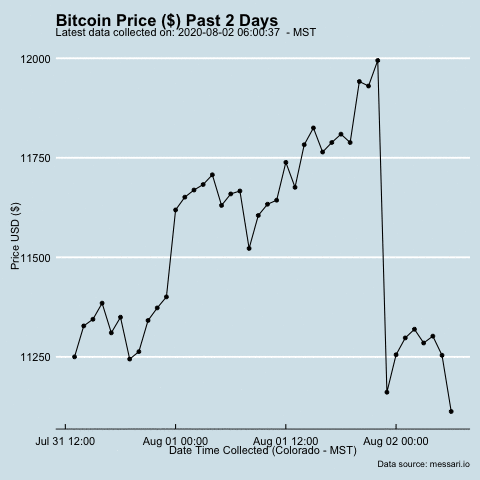 Bitcoin Price ($) Past 2 Days
Latest data collected on: 2020-08-02 06:00:37  - MST
12000
11750
11500
11250
Price USD ($)
Jul 31 12:00 Aug 01 00:00 Aug 01 12:00 Aug 02 00:00
Date Time Collected (Colorado - MST)
Data source: messari.io